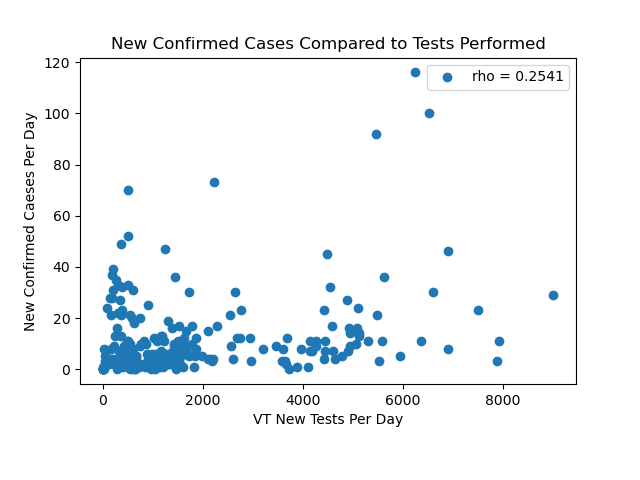 New Confirmed Cases Compared to Tests Performed
rho = 0.2541
New Confirmed Caeses Per Day
120
100
80
60
40
20
0
0 2000 4000 6000 8000
VT New Tests Per Day